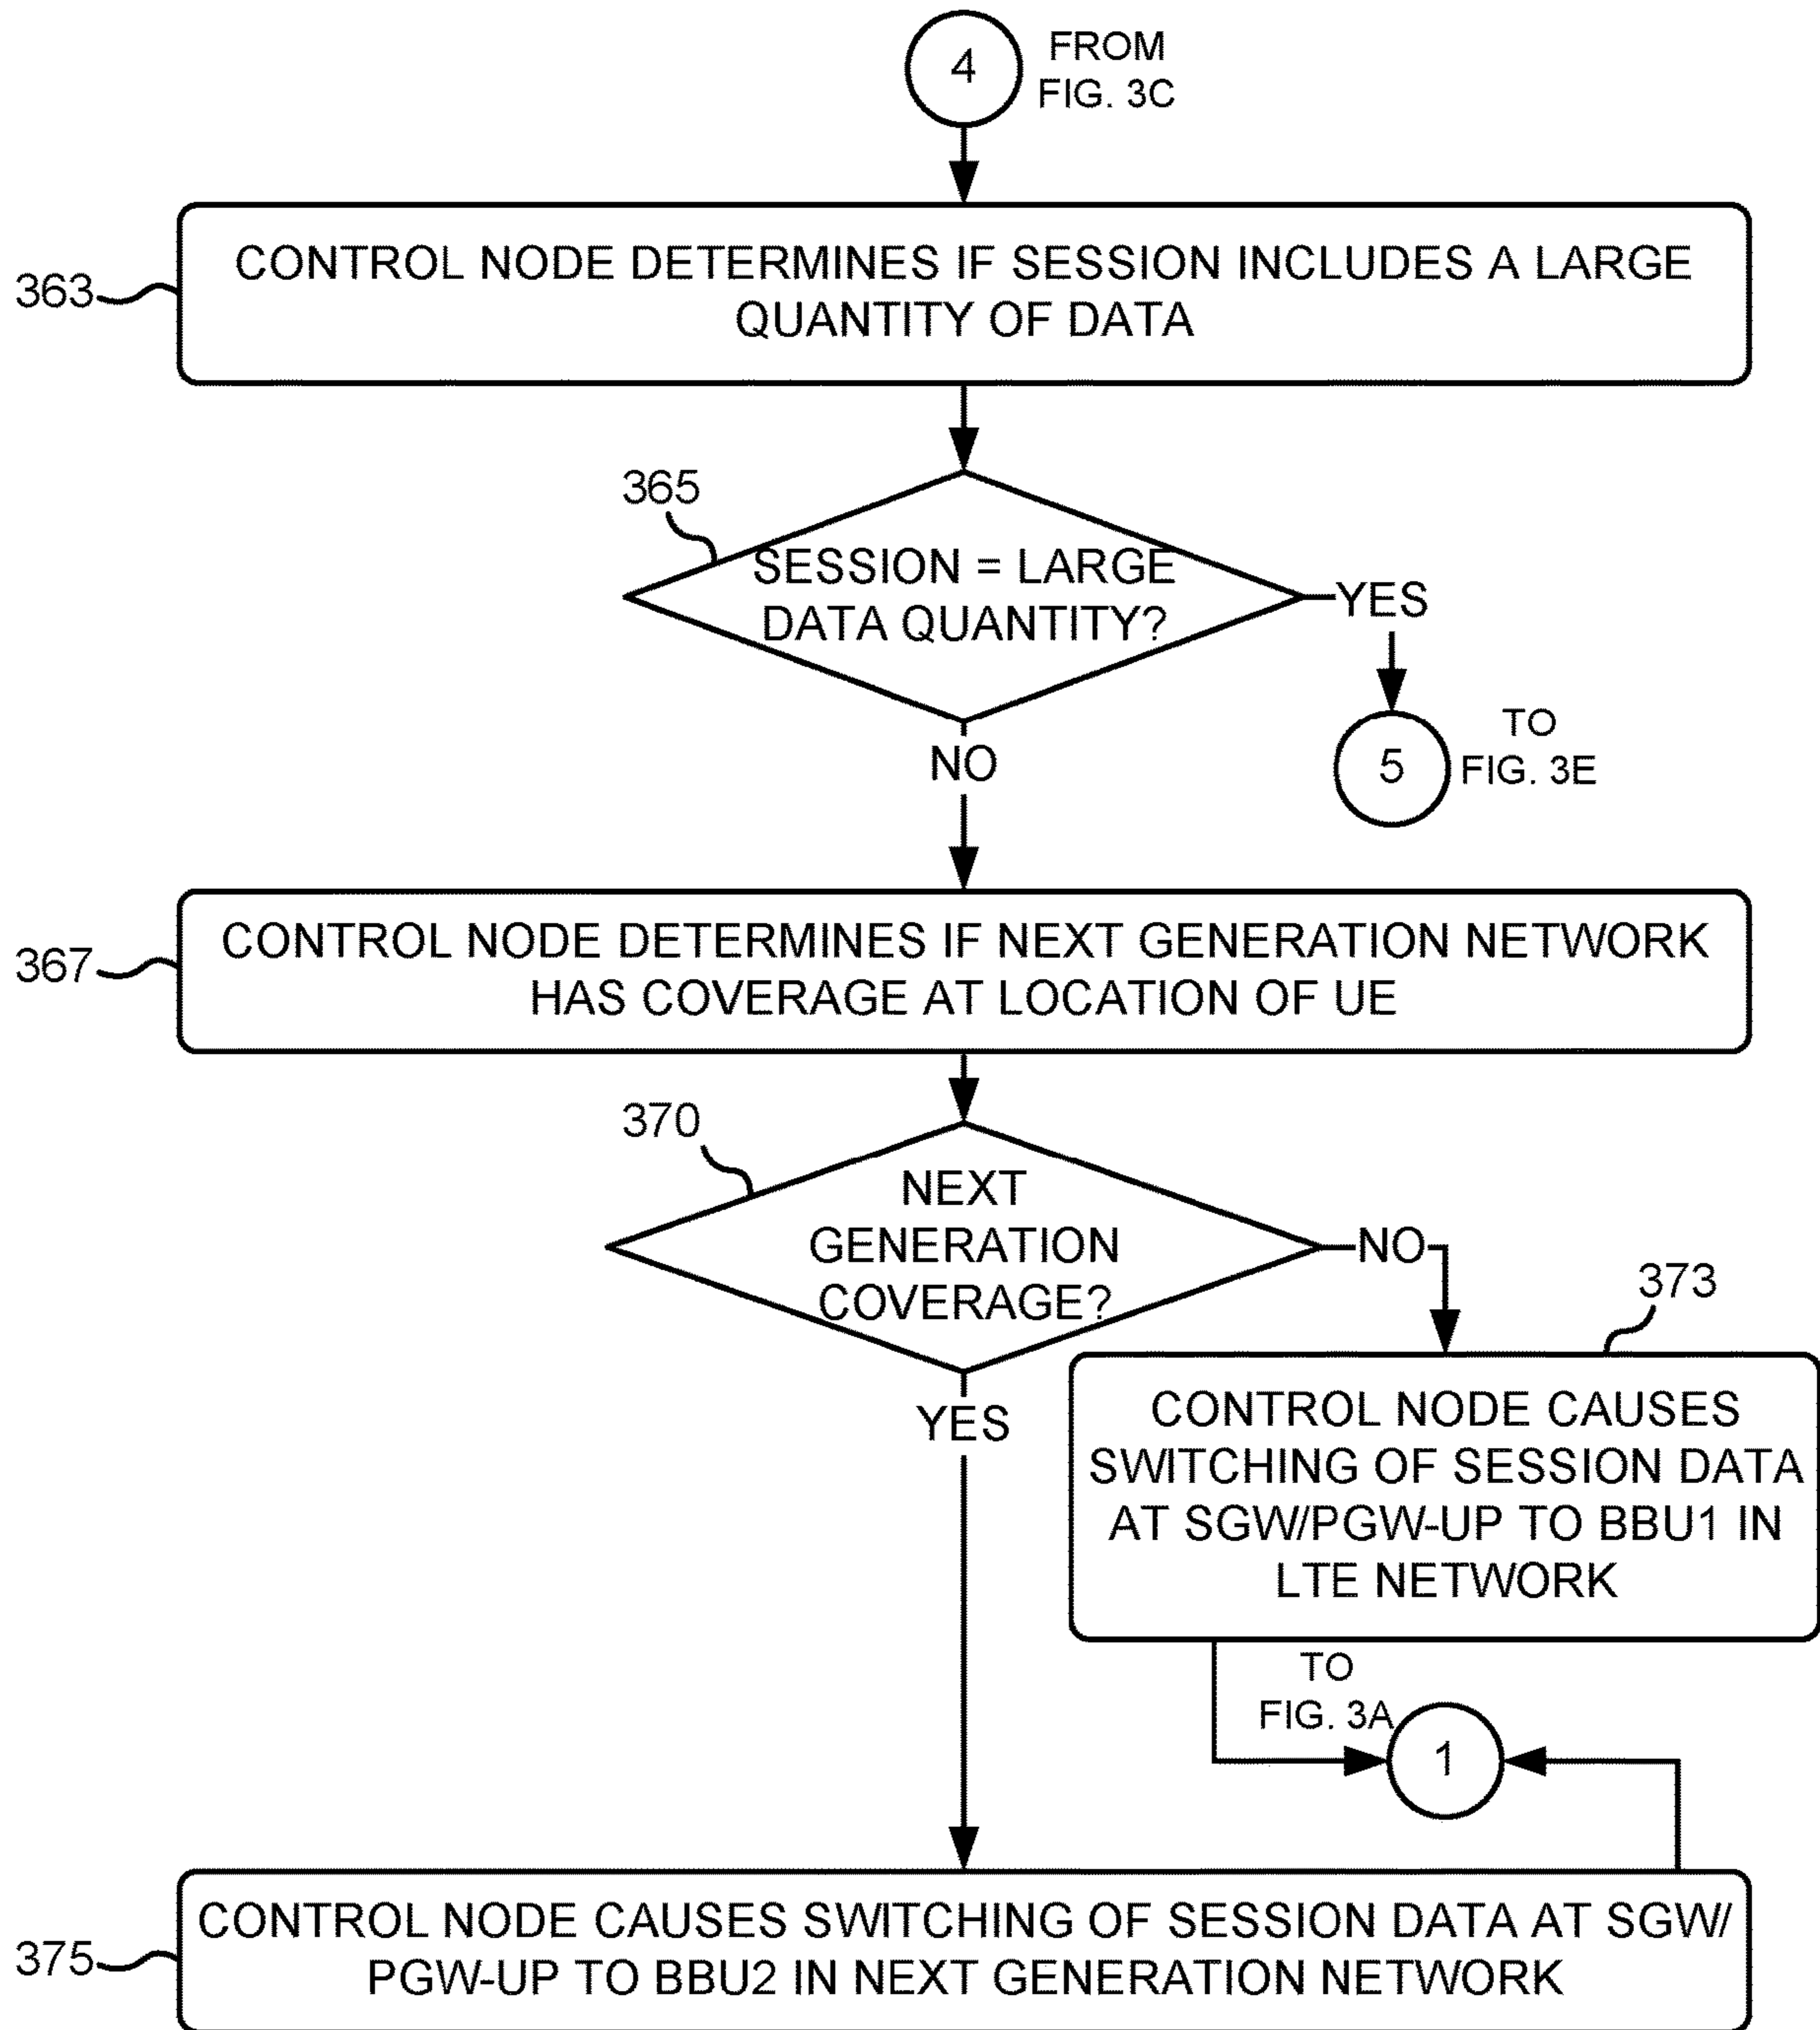 4
FROM
FIG. 3C
363
CONTROL NODE DETERMINES IF SESSION INCLUDES A LARGE
QUANTITY OF DATA
365
SESSION = LARGE
DATA QUANTITY?
YES
NO
5
TO
FIG. 3E
367
CONTROL NODE DETERMINES IF NEXT GENERATION NETWORK
HAS COVERAGE AT LOCATION OF UE
370
NEXT
GENERATION
COVERAGE?
NO
YES
373
CONTROL NODE CAUSES
SWITCHING OF SESSION DATA
AT SGW/PGW-UP TO BBU1 IN
LTE NETWORK
TO
FIG. 3A
1
375
CONTROL NODE CAUSES SWITCHING OF SESSION DATA AT SGW/
PGW-UP TO BBU2 IN NEXT GENERATION NETWORK